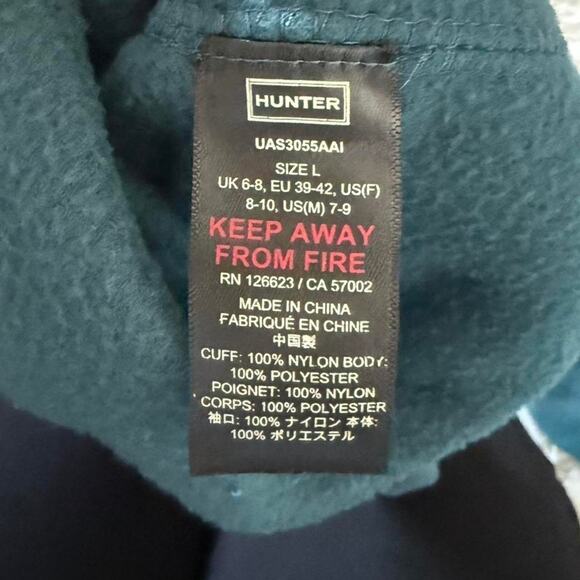 HUNTER
UAS3055AAI
SIZE L
UK 6-8, EU 39-42, US(F)
8-10, US(M) 7-9
KEEP AWAY
FROM FIRE
RN 126623 / CA 57002
MADE IN CHINA
FABRIQUÉ EN CHINE
中国製
CUFF: 100% NYLON BODY:
100% POLYESTER
POIGNET: 100% NYLON
CORPS: 100% POLYESTER
袖口: 100% ナイロン 本体:
100% ポリエステル